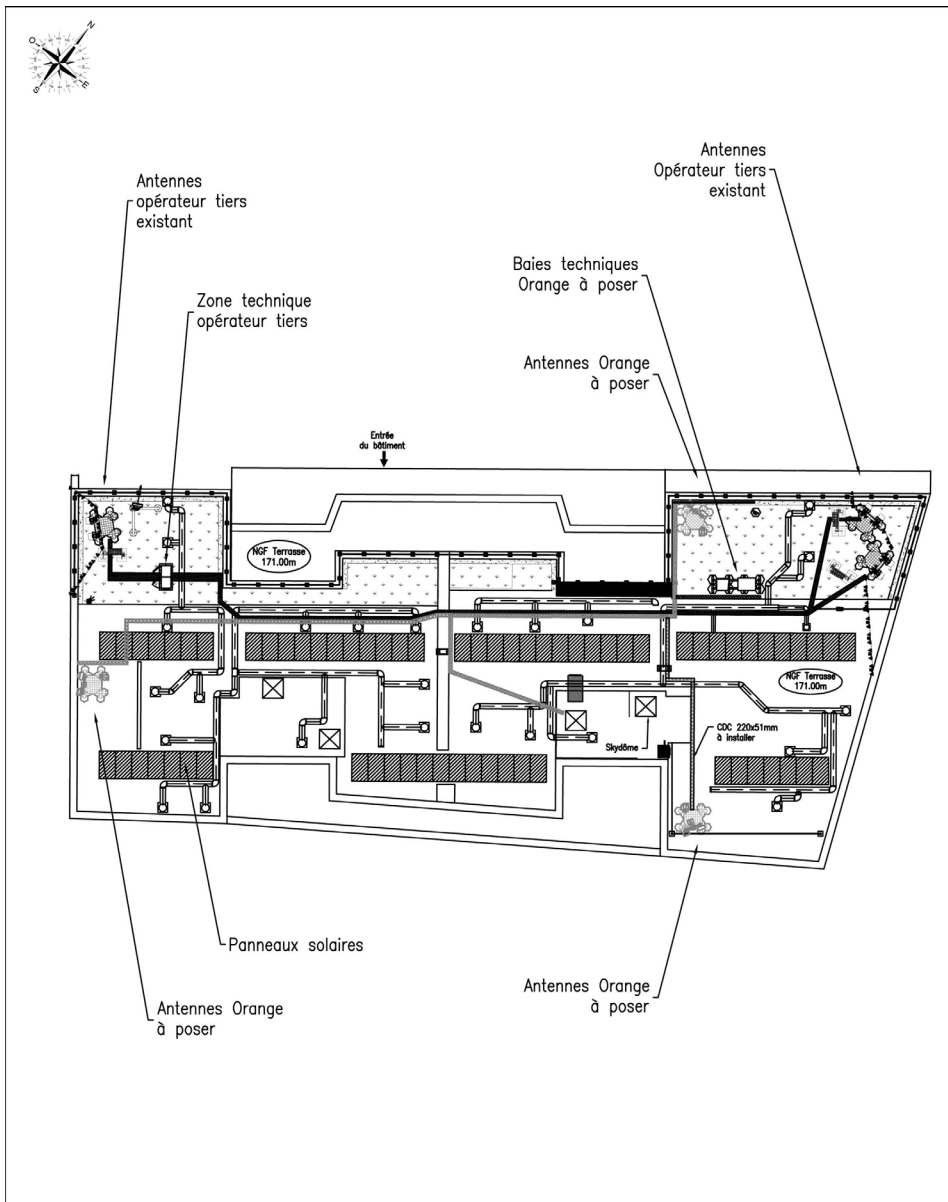 N
O
E
S
Antennes
Opérateur tiers
existant
Antennes
opérateur tiers
existant
Baies techniques
Orange à poser
Zone technique
opérateur tiers
Antennes Orange
à poser
Entrée
du bâtiment
NGF Terrasse
171.00m
NGF Terrasse
171.00m
CDC 220x51mm
à installer
Skydôme
Panneaux solaires
Antennes Orange
à poser
Antennes Orange
à poser